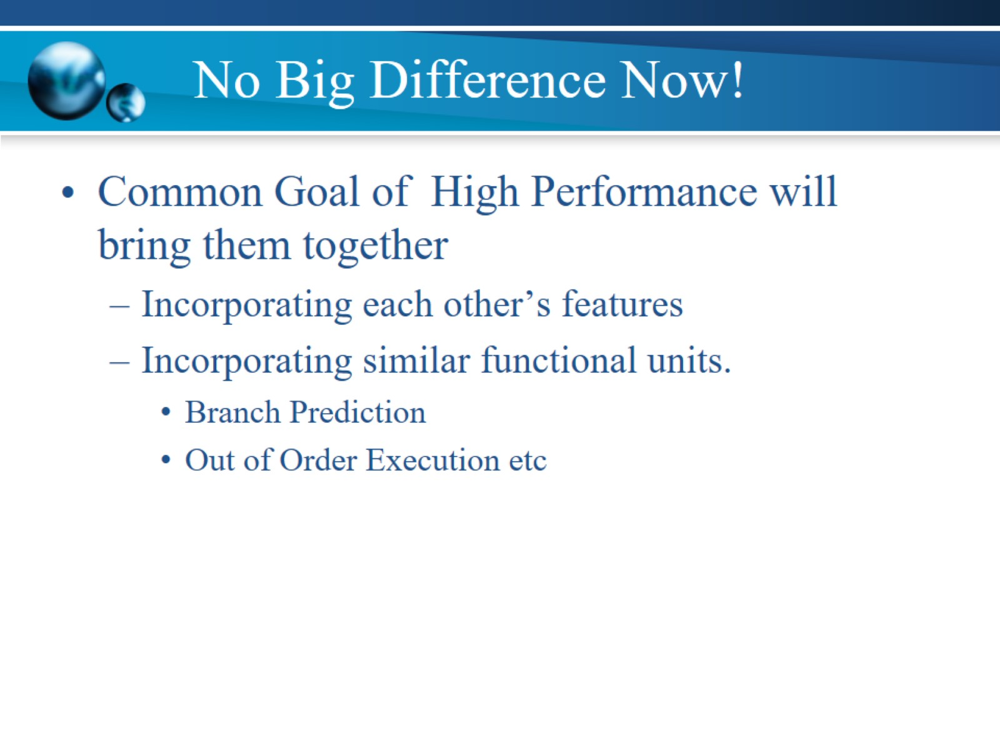 No Big Difference Now!
• Common Goal of  High Performance will
bring them together
– Incorporating each other’s features
– Incorporating similar functional units.
• Branch Prediction
• Out of Order Execution etc